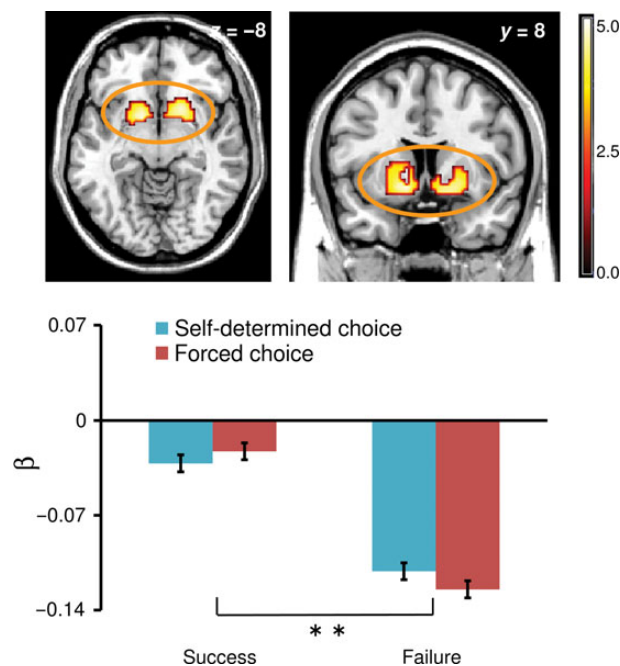 z = −8
y = 8
5.0
2.5
0.0
0.07
Self-determined choice
Forced choice
0
β
−0.07
−0.14
* *
Success
Failure